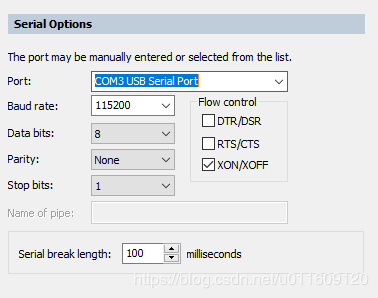 Serial Options
The port may be manually entered or selected from the list.
Port: COM3 USB Serial Port
Baud rate: 115200
Flow control
DTR/DSR
Data bits: 8
RTS/CTS
Parity: None
XON/XOFF
Stop bits: 1
Name of pipe:
Serial break length: 100 milliseconds
https://blog.csdn.net/u011609120